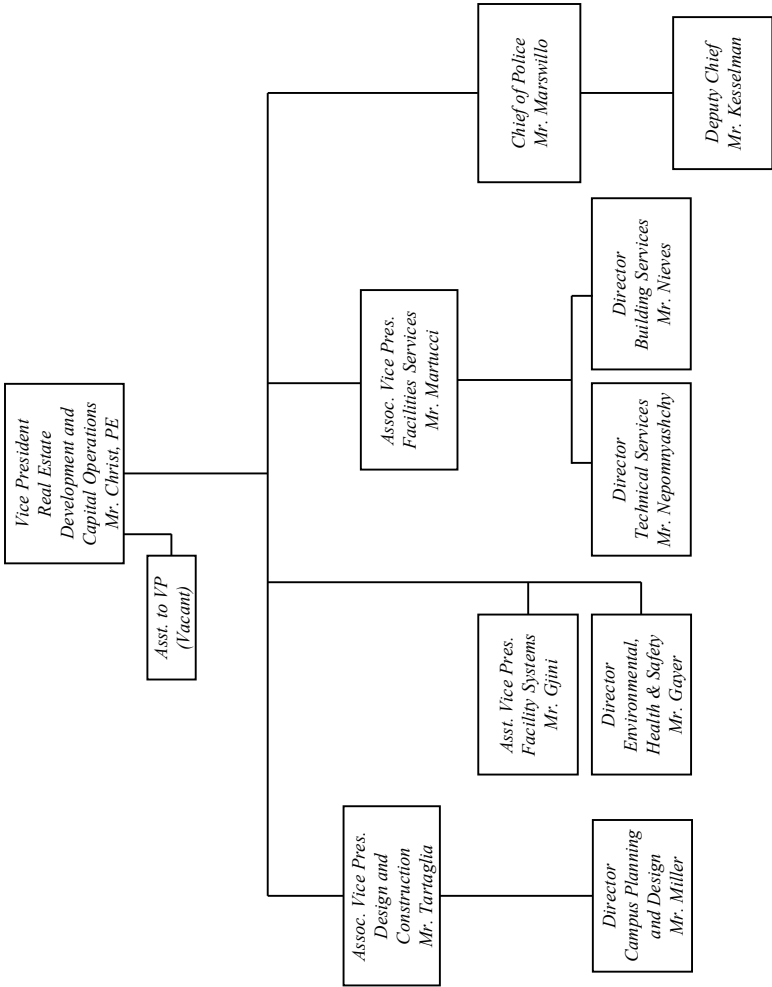 Vice President
Real Estate
Development and
Capital Operations
Mr. Christ, PE
Asst. to VP
(Vacant)
Assoc. Vice Pres.
Design and
Construction
Mr. Tartaglia
Director
Campus Planning
and Design
Mr. Miller
Asst. Vice Pres.
Facility Systems
Mr. Gjini
Director
Environmental,
Health & Safety
Mr. Gayer
Assoc. Vice Pres.
Facilities Services
Mr. Martucci
Director
Technical Services
Mr. Nepomnyashchy
Director
Building Services
Mr. Nieves
Chief of Police
Mr. Marswillo
Deputy Chief
Mr. Kesselman